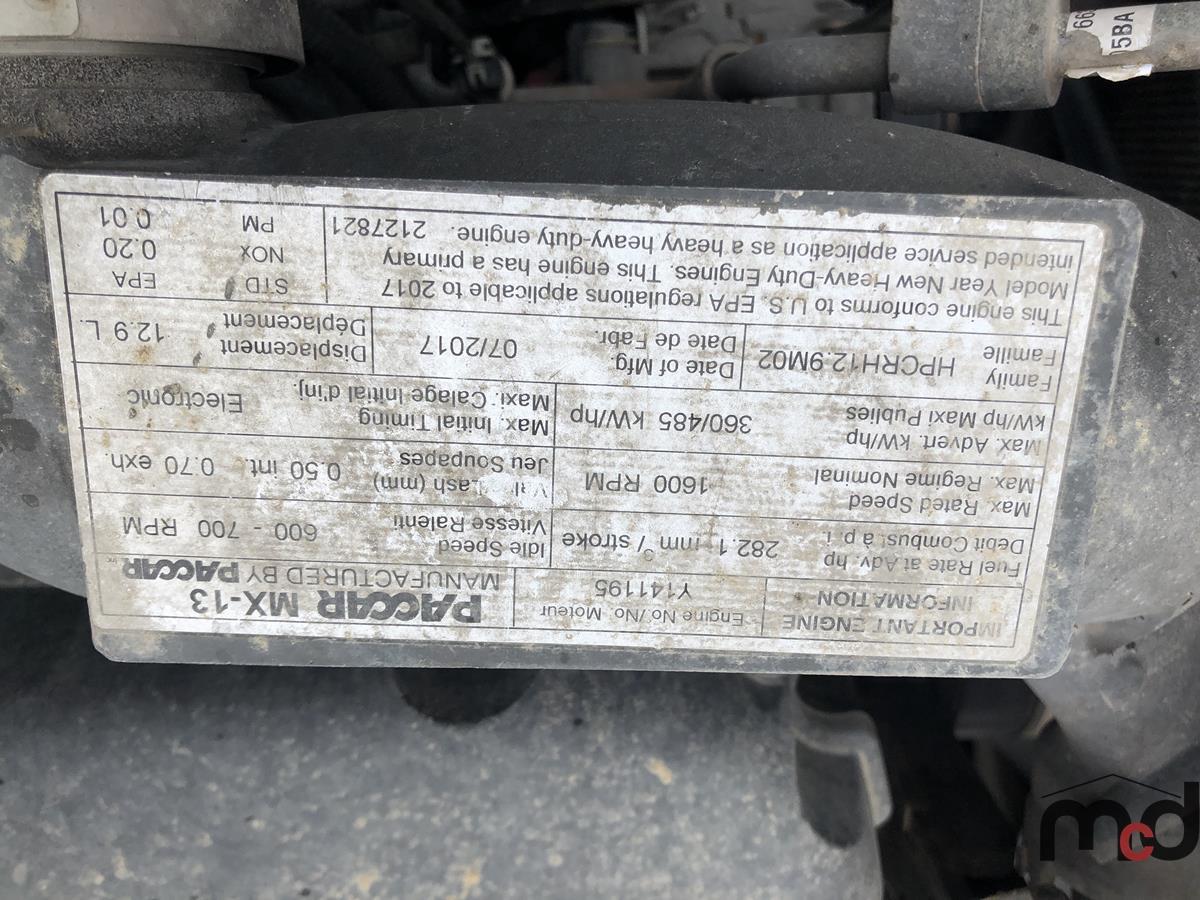 IMPORTANT ENGINE
INFORMATION
Engine No/No. Moteur
Y141195
PACCAR MX-13
MANUFACTURED BY PACCAR
Fuel Rate at Adv. hp
Debit Combust. a p. i.
282.1 mm3/ stroke
Idle Speed
Vitesse Ralenti
600 - 700 RPM
Max. Rated Speed
Max. Regime Nominal
1600 RPM
Lash (mm)
Jeu Soupapes
0.50 int. 0.70 exh.
Max. Advert. kW/hp
kW/hp Maxi Publies
360/485 kW/hp
Max. Initial Timing
Maxi. Calage Initial d'inj.
Electronic
Family
Famille
HPCRH12.9M02
Date of Mfg.
Date de Fabr.
07/2017
Displacement
Déplacement
12.9 L.
This engine conforms to U.S. EPA regulations applicable to 2017
Model Year New Heavy-Duty Engines. This engine has a primary
intended service application as a heavy heavy-duty engine. 2127821
STD EPA
NOx 0.20
PM 0.01
66
05BA
mcd